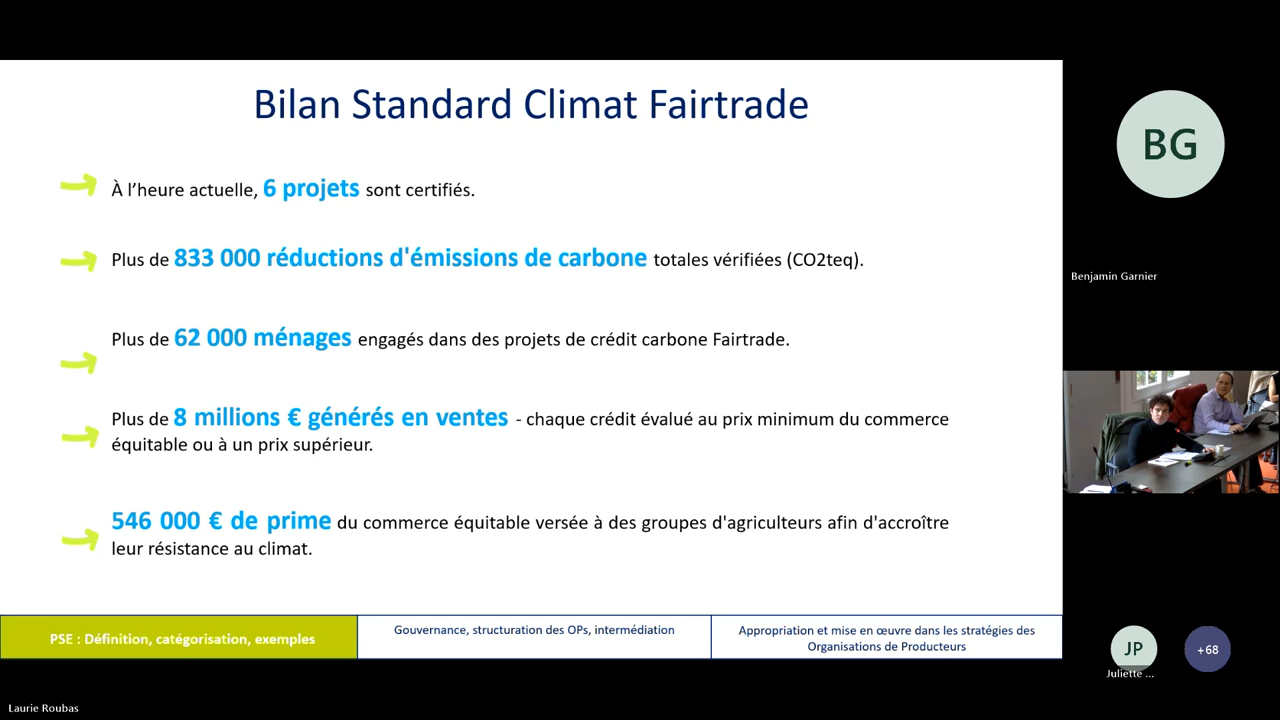 Bilan Standard Climat Fairtrade
À l'heure actuelle, 6 projets sont certifiés.
Plus de 833 000 réductions d'émissions de carbone totales vérifiées (CO2teq).
Plus de 62 000 ménages engagés dans des projets de crédit carbone Fairtrade.
Plus de 8 millions € générés en ventes - chaque crédit évalué au prix minimum du commerce
équitable ou à un prix supérieur.
546 000 € de prime du commerce équitable versée à des groupes d'agriculteurs afin d'accroître
leur résistance au climat.
PSE : Définition, catégorisation, exemples
Gouvernance, structuration des OPs, intermédiation
Appropriation et mise en œuvre dans les stratégies des
Organisations de Producteurs
BG
Benjamin Garnier
JP
+68
Juliette ...
Laurie Roubas